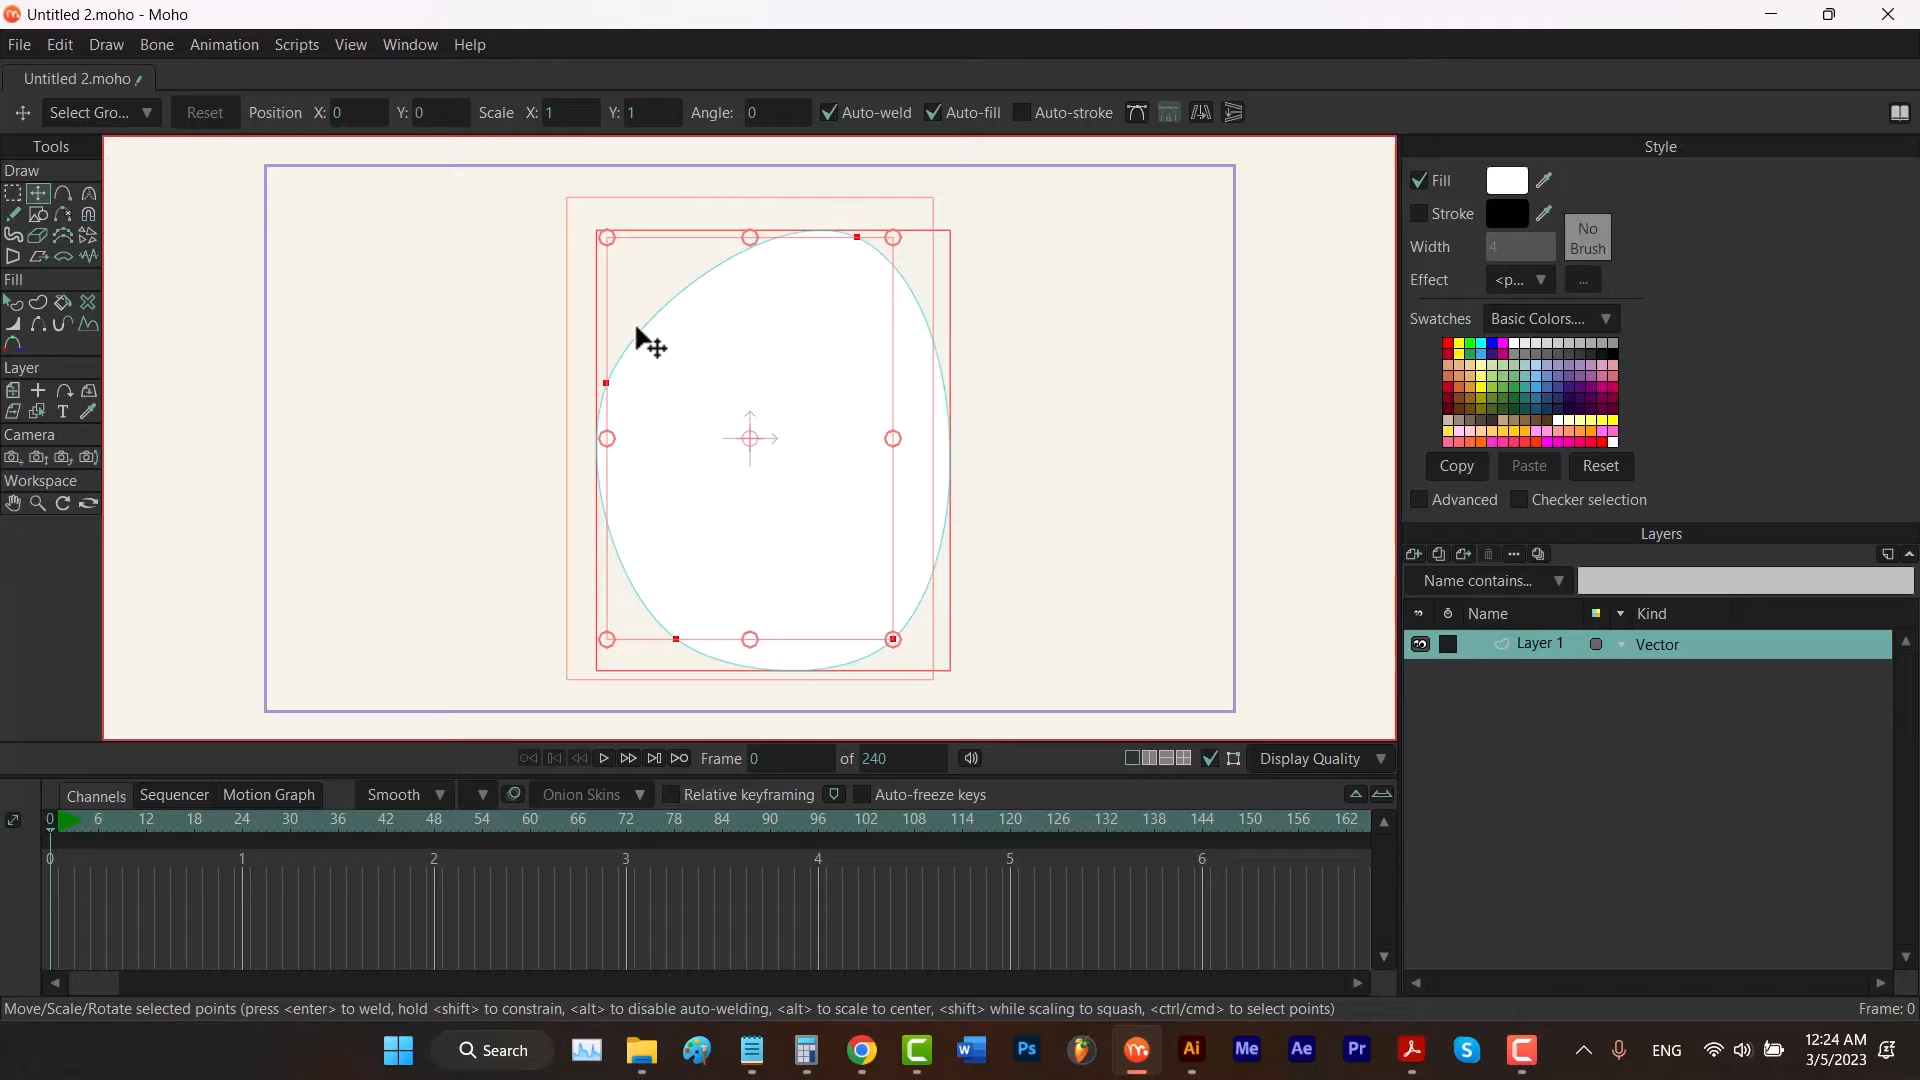 Untitled 2.moho - Moho
File Edit Draw Bone Animation Scripts View Window Help
Untitled 2.moho
Select Gro... Reset Position X: 0 Y: 0 Scale X: 1 Y: 1 Angle: 0 Auto-weld Auto-fill Auto-stroke
Tools
Draw
Fill
Layer
Camera
Workspace
Style
Fill
Stroke
No Brush
Width 4
Effect <p... ...
Swatches Basic Colors....
Copy Paste Reset
Advanced Checker selection
Layers
Name contains...
Name Kind
Layer 1 Vector
Frame 0 of 240 Display Quality
Channels Sequencer Motion Graph Smooth Onion Skins Relative keyframing Auto-freeze keys
0 6 12 18 24 30 36 42 48 54 60 66 72 78 84 90 96 102 108 114 120 126 132 138 144 150 156 162
0 1 2 3 4 5 6
Move/Scale/Rotate selected points (press <enter> to weld, hold <shift> to constrain, <alt> to disable auto-welding, <alt> to scale to center, <shift> while scaling to squash, <ctrl/cmd> to select points) Frame: 0
Search W Ps Ai Me Ae Pr S ENG 12:24 AM
3/5/2023